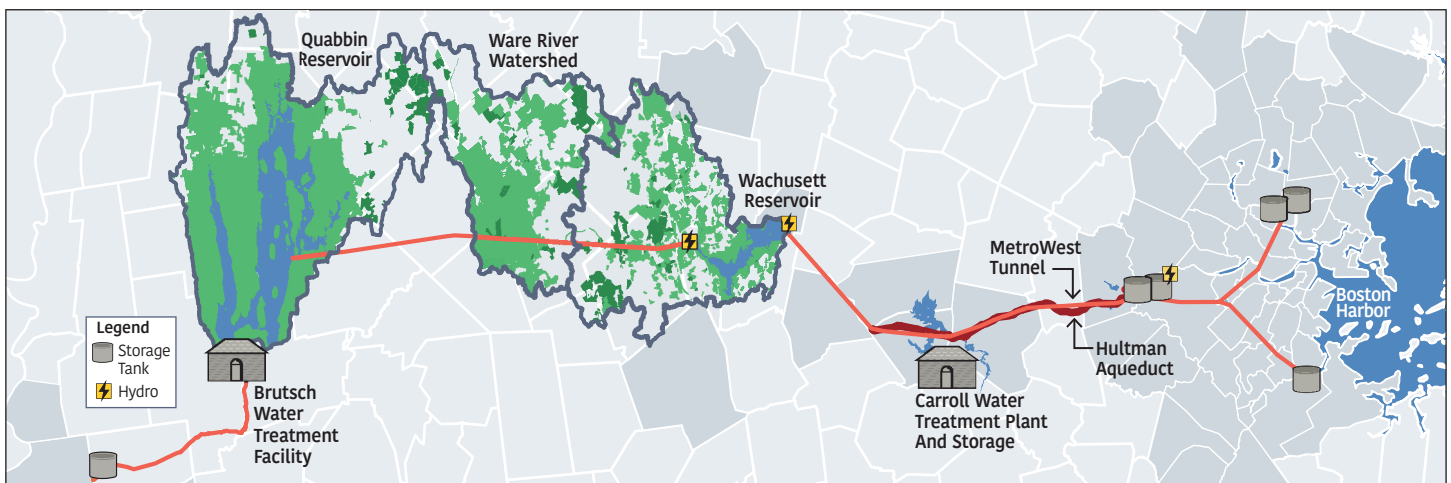 Quabbin
Reservoir
Ware River
Watershed
Wachusett
Reservoir
MetroWest
Tunnel
Boston
Harbor
Hultman
Aqueduct
Carroll Water
Treatment Plant
And Storage
Legend
Storage
Tank
Hydro
Brutsch
Water
Treatment
Facility